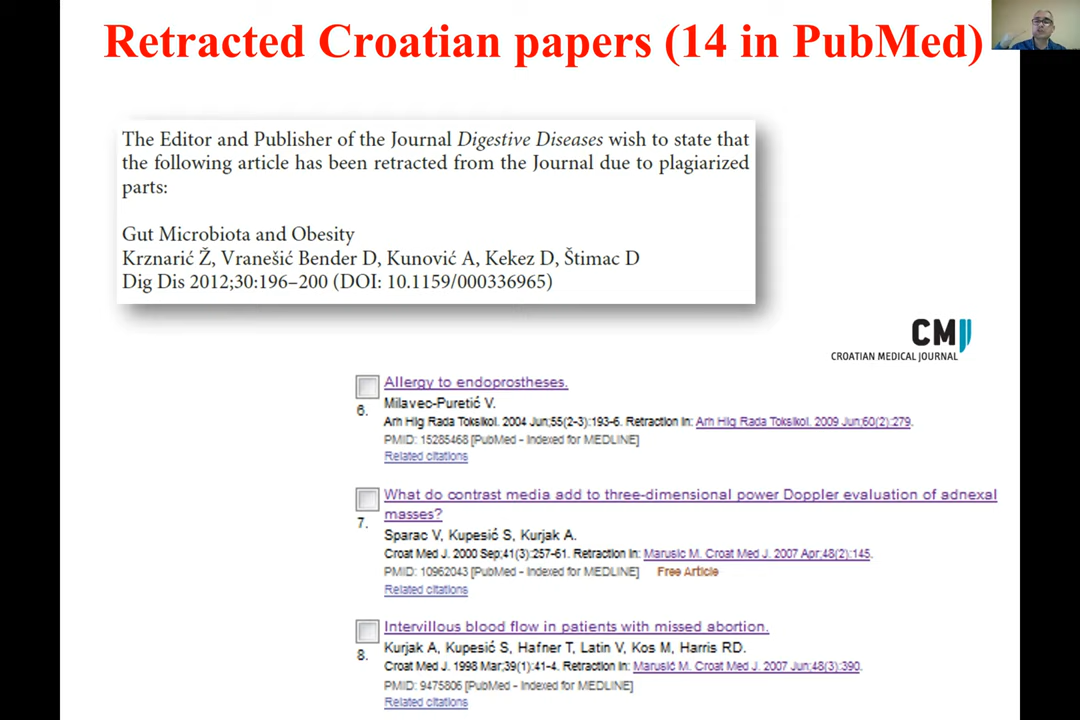 Retracted Croatian papers (14 in PubMed)
The Editor and Publisher of the Journal Digestive Diseases wish to state that
the following article has been retracted from the Journal due to plagiarized
parts:
Gut Microbiota and Obesity
Krznarić Ž, Vranešić Bender D, Kunović A, Kekez D, Štimac D
Dig Dis 2012;30:196–200 (DOI: 10.1159/000336965)
CMJ
CROATIAN MEDICAL JOURNAL
Allergy to endoprostheses.
6.
Milavec-Puretić V.
Arh Hig Rada Toksikol. 2004 Jun;55(2-3):193-6. Retraction in: Arh Hig Rada Toksikol. 2009 Jun;60(2):279.
PMID: 15285468 [PubMed - Indexed for MEDLINE]
Related citations
What do contrast media add to three-dimensional power Doppler evaluation of adnexal
masses?
7.
Sparac V, Kupesić S, Kurjak A.
Croat Med J. 2000 Sep;41(3):257-61. Retraction in: Marusic M. Croat Med J. 2007 Apr;48(2):145.
PMID: 10962043 [PubMed - Indexed for MEDLINE] Free Article
Related citations
Intervillous blood flow in patients with missed abortion.
8.
Kurjak A, Kupesić S, Hafner T, Latin V, Kos M, Harris RD.
Croat Med J. 1998 Mar;39(1):41-4. Retraction in: Marušić M. Croat Med J. 2007 Jun;48(3):390.
PMID: 9475806 [PubMed - Indexed for MEDLINE]
Related citations